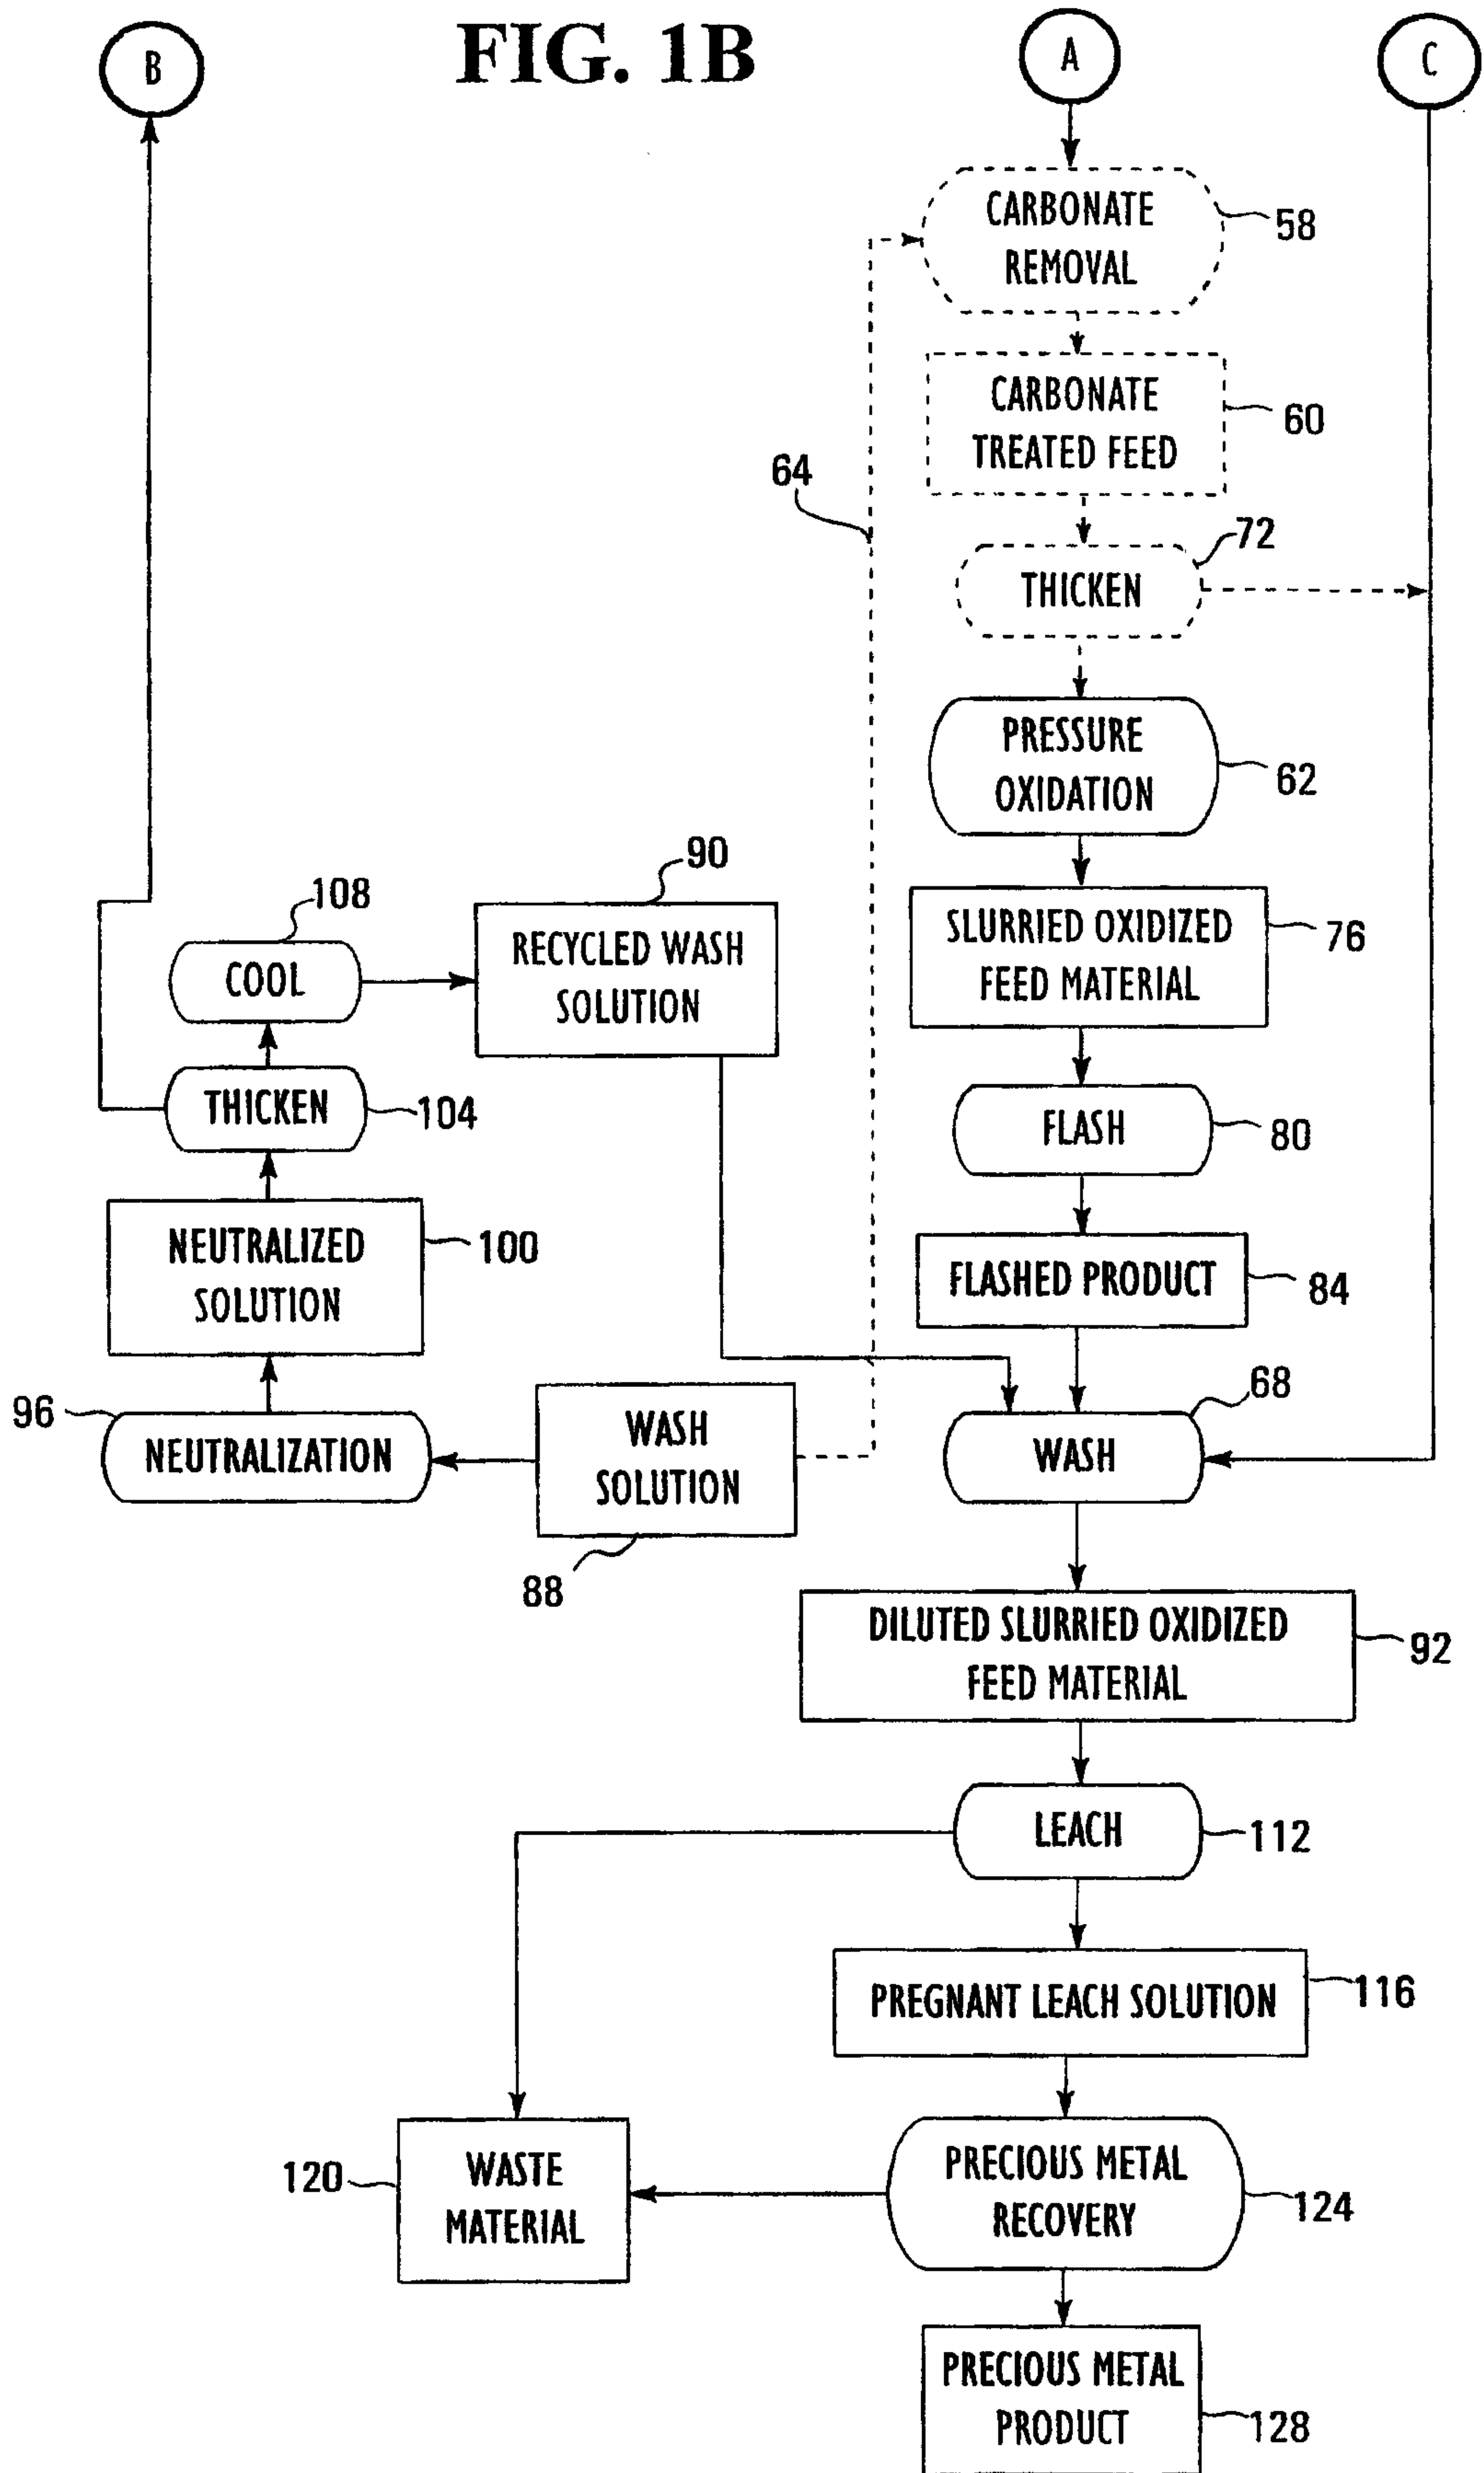 FIG. 1B
B
A
C
CARBONATE
REMOVAL
58
CARBONATE
TREATED FEED
60
64
72
THICKEN
PRESSURE
OXIDATION
62
90
108
RECYCLED WASH
SOLUTION
SLURRIED OXIDIZED
FEED MATERIAL
76
COOL
THICKEN
104
FLASH
80
NEUTRALIZED
SOLUTION
100
FLASHED PRODUCT
84
96
NEUTRALIZATION
WASH
SOLUTION
88
68
WASH
DILUTED SLURRIED OXIDIZED
FEED MATERIAL
92
LEACH
112
PREGNANT LEACH SOLUTION
116
120
WASTE
MATERIAL
PRECIOUS METAL
RECOVERY
124
PRECIOUS METAL
PRODUCT
128